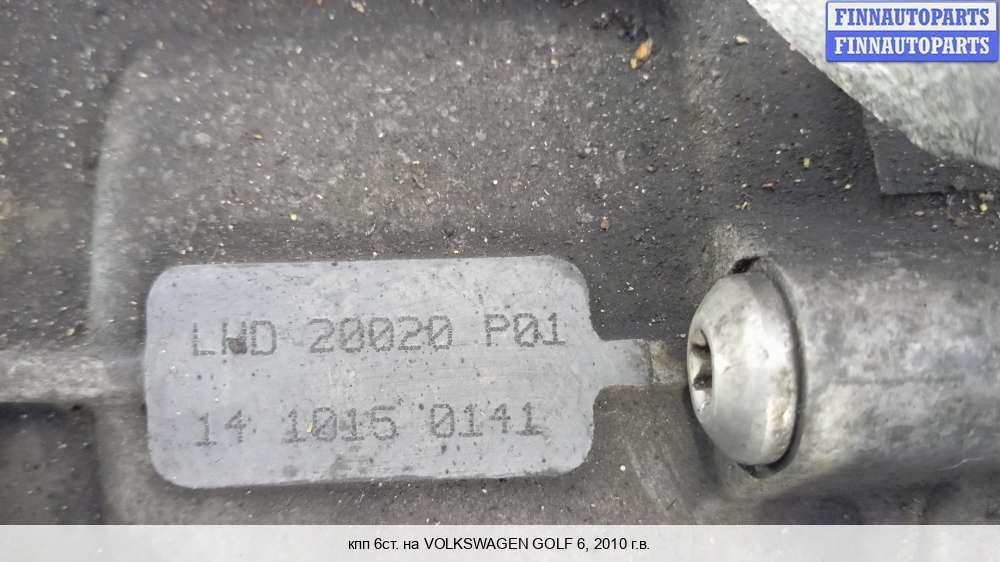 FINNAUTOPARTS
FINNAUTOPARTS
LWD 20020 P01
14 1015 0141
кпп 6ст. на VOLKSWAGEN GOLF 6, 2010 г.в.